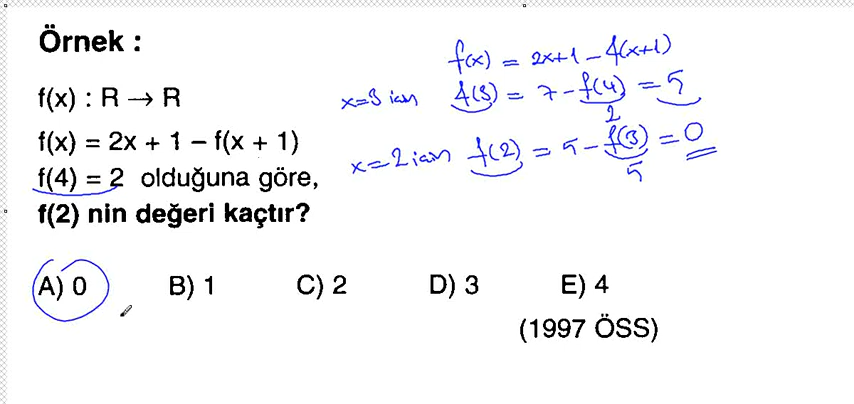 Örnek :
f(x) : R → R
f(x) = 2x + 1 – f(x + 1)
f(4) = 2 olduğuna göre,
f(2) nin değeri kaçtır?
f(x) = 2x+1 – f(x+1)
x=3 için f(3) = 7 – f(4) = 5
2
x=2 için f(2) = 5 – f(3) = 0
5
A) 0 B) 1 C) 2 D) 3 E) 4
(1997 ÖSS)